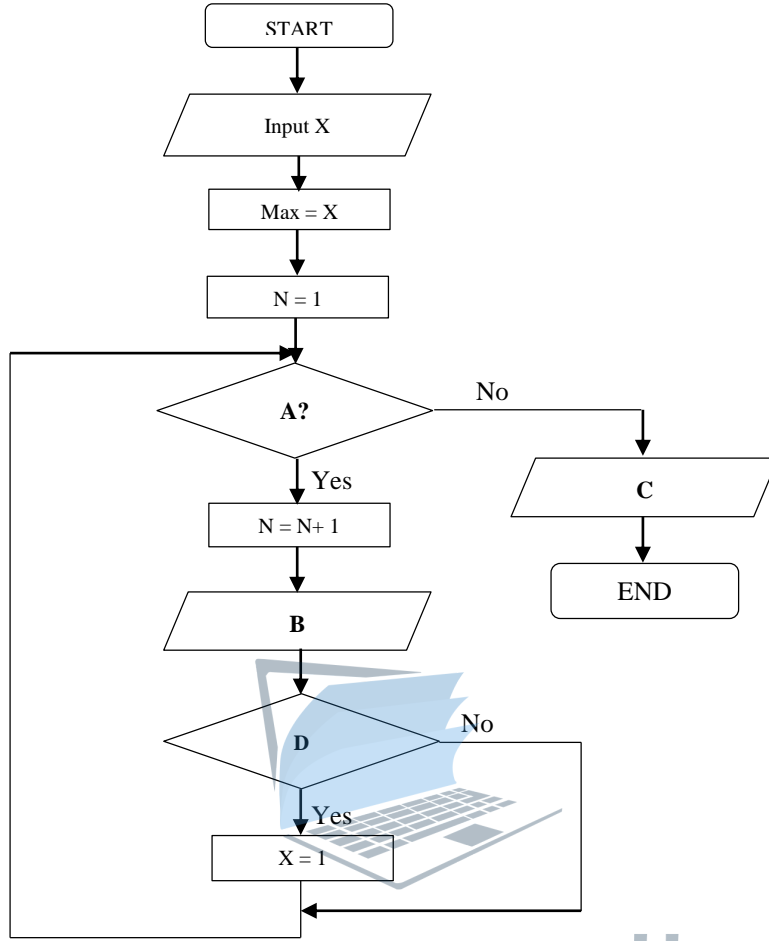 START
Input X
Max = X
N = 1
A?
No
Yes
C
N = N+ 1
END
B
D
No
Yes
X = 1